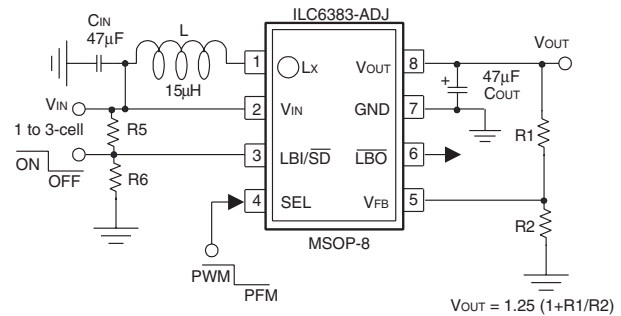 ILC6383-ADJ
CIN
47µF
L
15µH
1
LX
VOUT
8
VOUT
+
47µF
COUT
VIN
1 to 3-cell
2
VIN
GND
7
R5
R1
ON
OFF
3
LBI/SD
LBO
6
R6
4
SEL
VFB
5
R2
MSOP-8
PWM
PFM
VOUT = 1.25 (1+R1/R2)